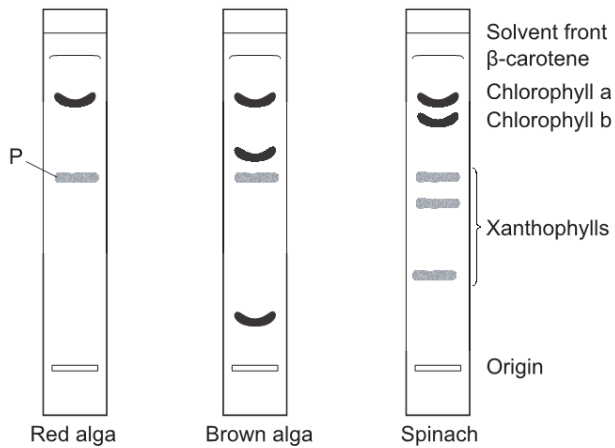 Solvent front
β-carotene
Chlorophyll a
Chlorophyll b
P
Xanthophylls
Origin
Red alga
Brown alga
Spinach